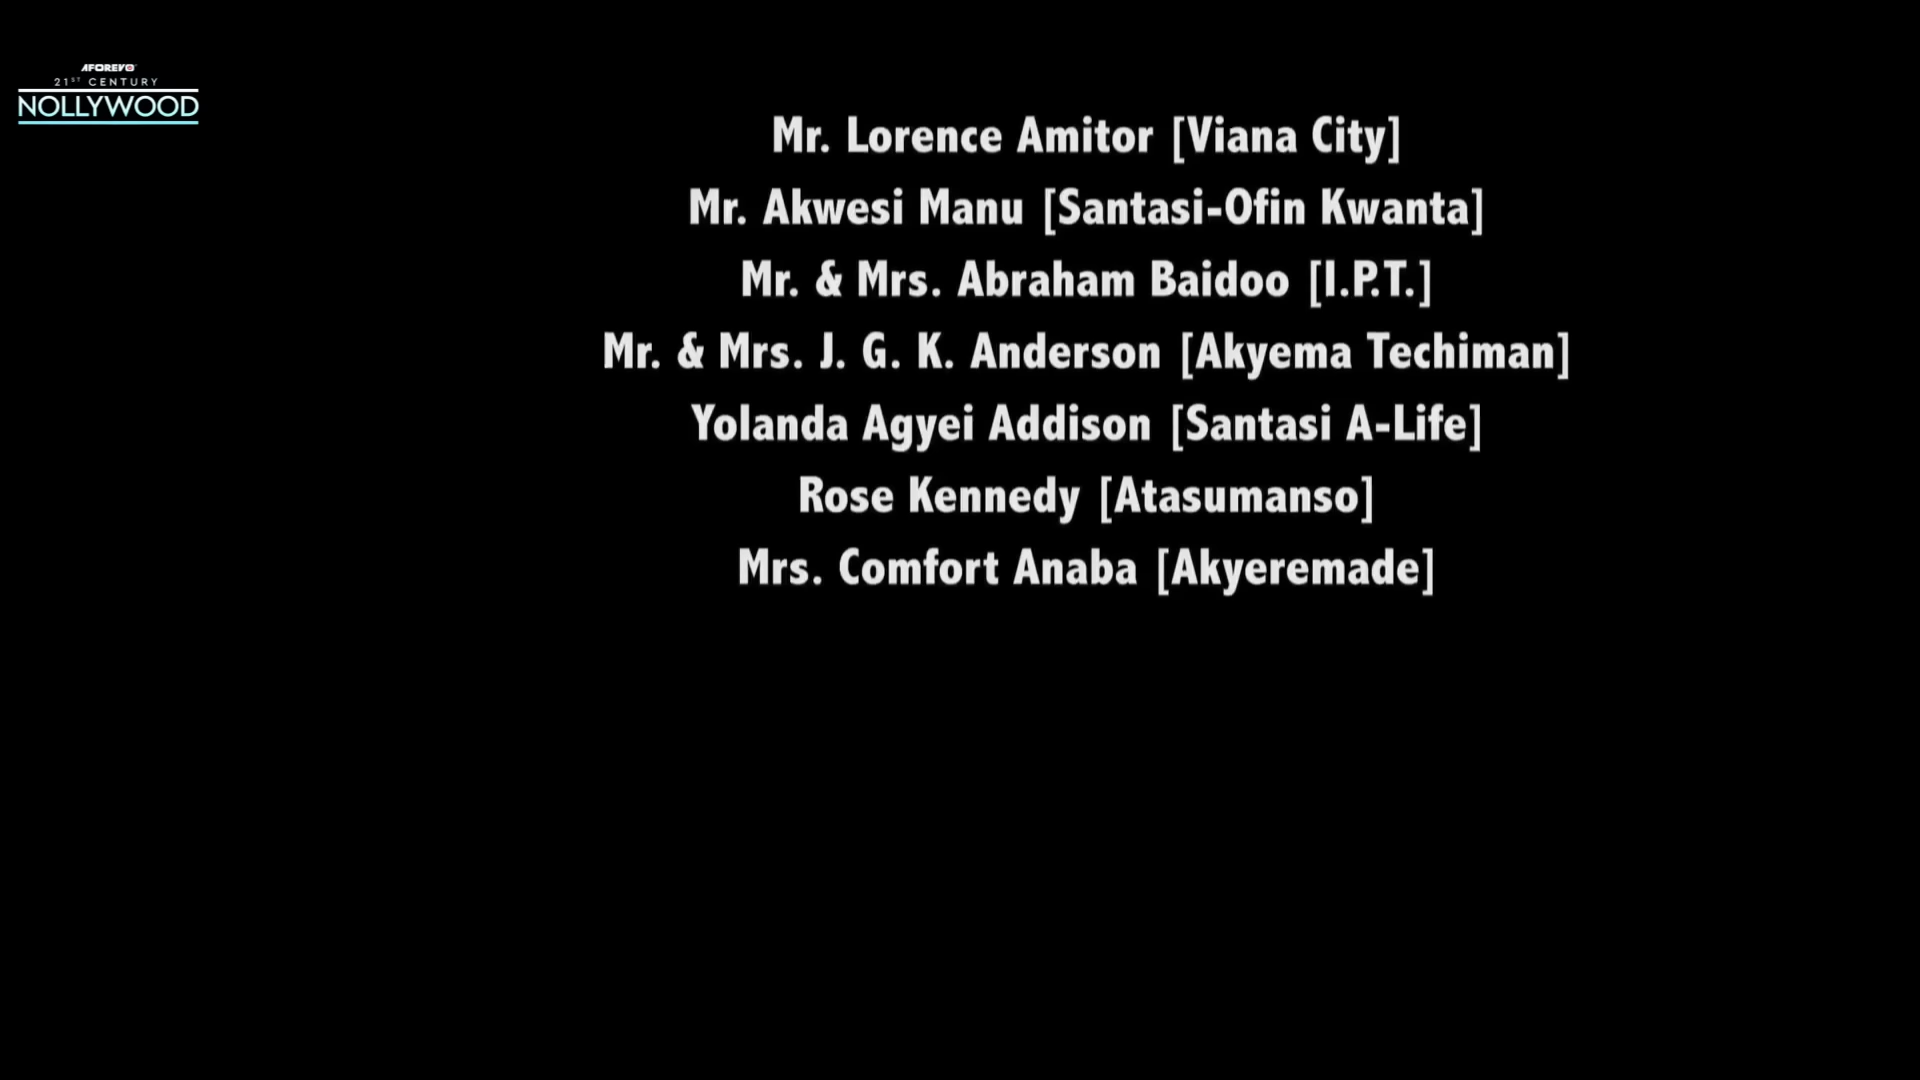 AFOREVO
21ST CENTURY
NOLLYWOOD
Mr. Lorence Amitor [Viana City]
Mr. Akwesi Manu [Santasi-Ofin Kwanta]
Mr. & Mrs. Abraham Baidoo [I.P.T.]
Mr. & Mrs. J. G. K. Anderson [Akyema Techiman]
Yolanda Agyei Addison [Santasi A-Life]
Rose Kennedy [Atasumanso]
Mrs. Comfort Anaba [Akyeremade]